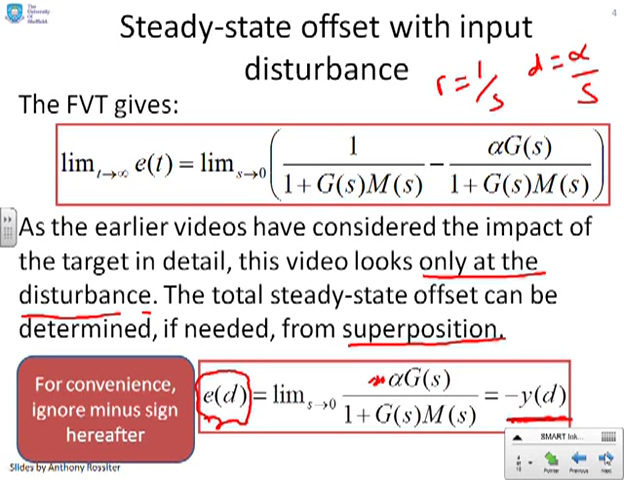 The
University
Of
Sheffield.
4
Steady-state offset with input
disturbance
r = 1/s d = α/s
The FVT gives:
lim_{t→∞} e(t) = lim_{s→0} ( 1 / (1+G(s)M(s)) − αG(s) / (1+G(s)M(s)) )
As the earlier videos have considered the impact of
the target in detail, this video looks only at the
disturbance. The total steady-state offset can be
determined, if needed, from superposition.
For convenience,
ignore minus sign
hereafter
e(d) = lim_{s→0} αG(s) / (1+G(s)M(s)) = −y(d)
SMART Ink...
Pointer Previous Next
Slides by Anthony Rossiter